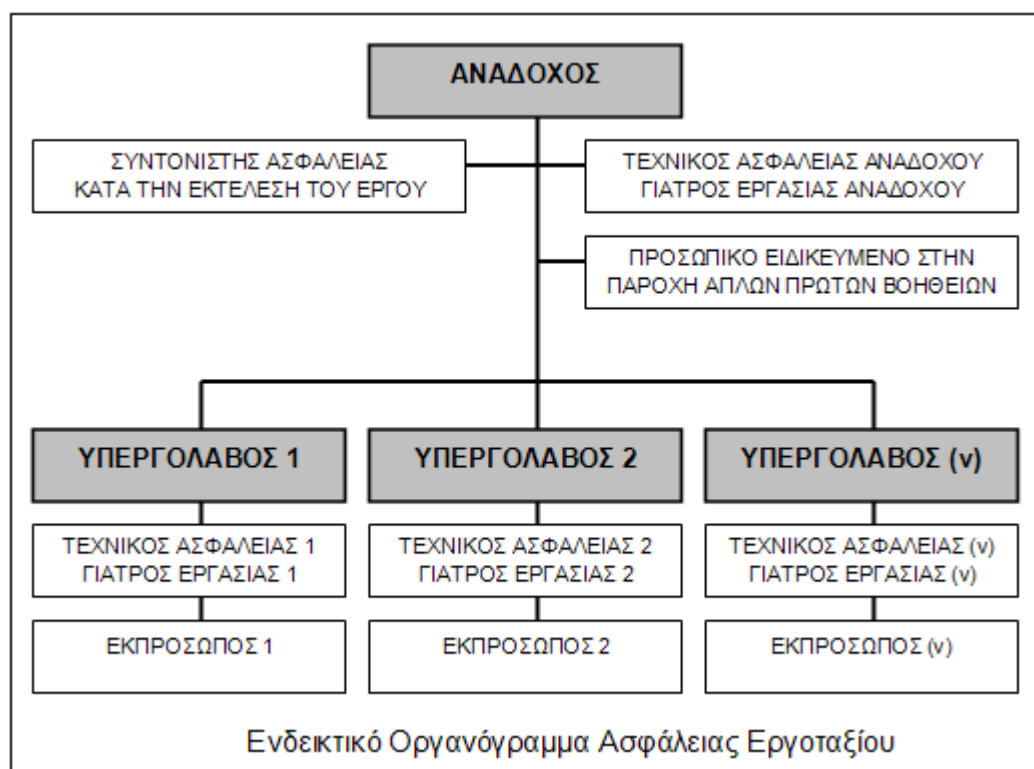 ΑΝΑΔΟΧΟΣ
ΣΥΝΤΟΝΙΣΤΗΣ ΑΣΦΑΛΕΙΑΣ
ΚΑΤΑ ΤΗΝ ΕΚΤΕΛΕΣΗ ΤΟΥ ΕΡΓΟΥ
ΤΕΧΝΙΚΟΣ ΑΣΦΑΛΕΙΑΣ ΑΝΑΔΟΧΟΥ
ΓΙΑΤΡΟΣ ΕΡΓΑΣΙΑΣ ΑΝΑΔΟΧΟΥ
ΠΡΟΣΩΠΙΚΟ ΕΙΔΙΚΕΥΜΕΝΟ ΣΤΗΝ
ΠΑΡΟΧΗ ΑΠΛΩΝ ΠΡΩΤΩΝ ΒΟΗΘΕΙΩΝ
ΥΠΕΡΓΟΛΑΒΟΣ 1
ΤΕΧΝΙΚΟΣ ΑΣΦΑΛΕΙΑΣ 1
ΓΙΑΤΡΟΣ ΕΡΓΑΣΙΑΣ 1
ΕΚΠΡΟΣΩΠΟΣ 1
ΥΠΕΡΓΟΛΑΒΟΣ 2
ΤΕΧΝΙΚΟΣ ΑΣΦΑΛΕΙΑΣ 2
ΓΙΑΤΡΟΣ ΕΡΓΑΣΙΑΣ 2
ΕΚΠΡΟΣΩΠΟΣ 2
ΥΠΕΡΓΟΛΑΒΟΣ (ν)
ΤΕΧΝΙΚΟΣ ΑΣΦΑΛΕΙΑΣ (ν)
ΓΙΑΤΡΟΣ ΕΡΓΑΣΙΑΣ (ν)
ΕΚΠΡΟΣΩΠΟΣ (ν)
Ενδεικτικό Οργανόγραμμα Ασφάλειας Εργοταξίου